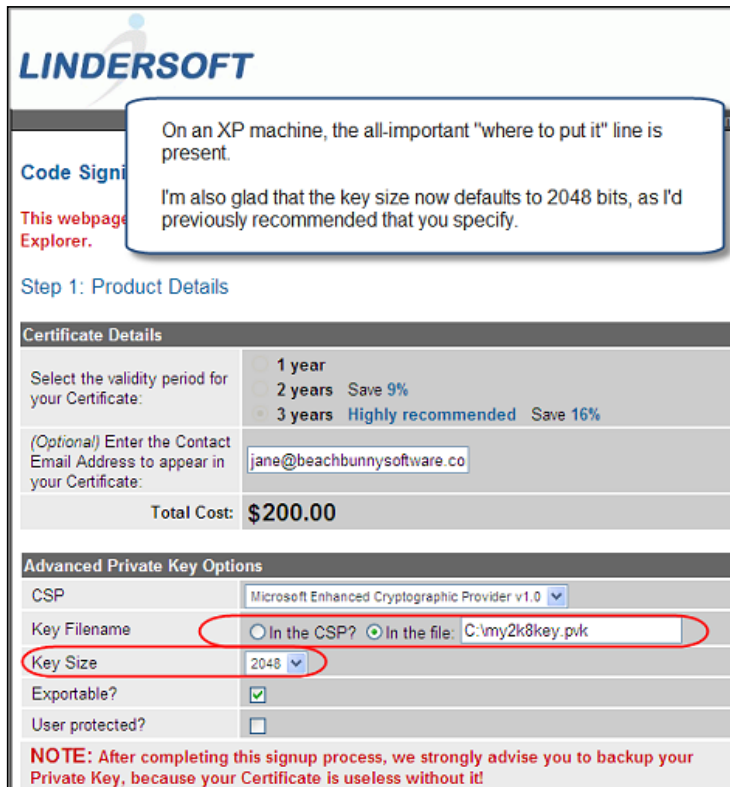 LINDERSOFT
On an XP machine, the all-important "where to put it" line is
present.
I'm also glad that the key size now defaults to 2048 bits, as I'd
previously recommended that you specify.
Code Signi
This webpage
Explorer.
Step 1: Product Details
Certificate Details
Select the validity period for
your Certificate:
1 year
2 years Save 9%
3 years Highly recommended Save 16%
(Optional) Enter the Contact
Email Address to appear in
your Certificate:
jane@beachbunnysoftware.co
Total Cost: $200.00
Advanced Private Key Options
CSP Microsoft Enhanced Cryptographic Provider v1.0
Key Filename In the CSP? In the file: C:\my2k8key.pvk
Key Size 2048
Exportable?
User protected?
NOTE: After completing this signup process, we strongly advise you to backup your
Private Key, because your Certificate is useless without it!